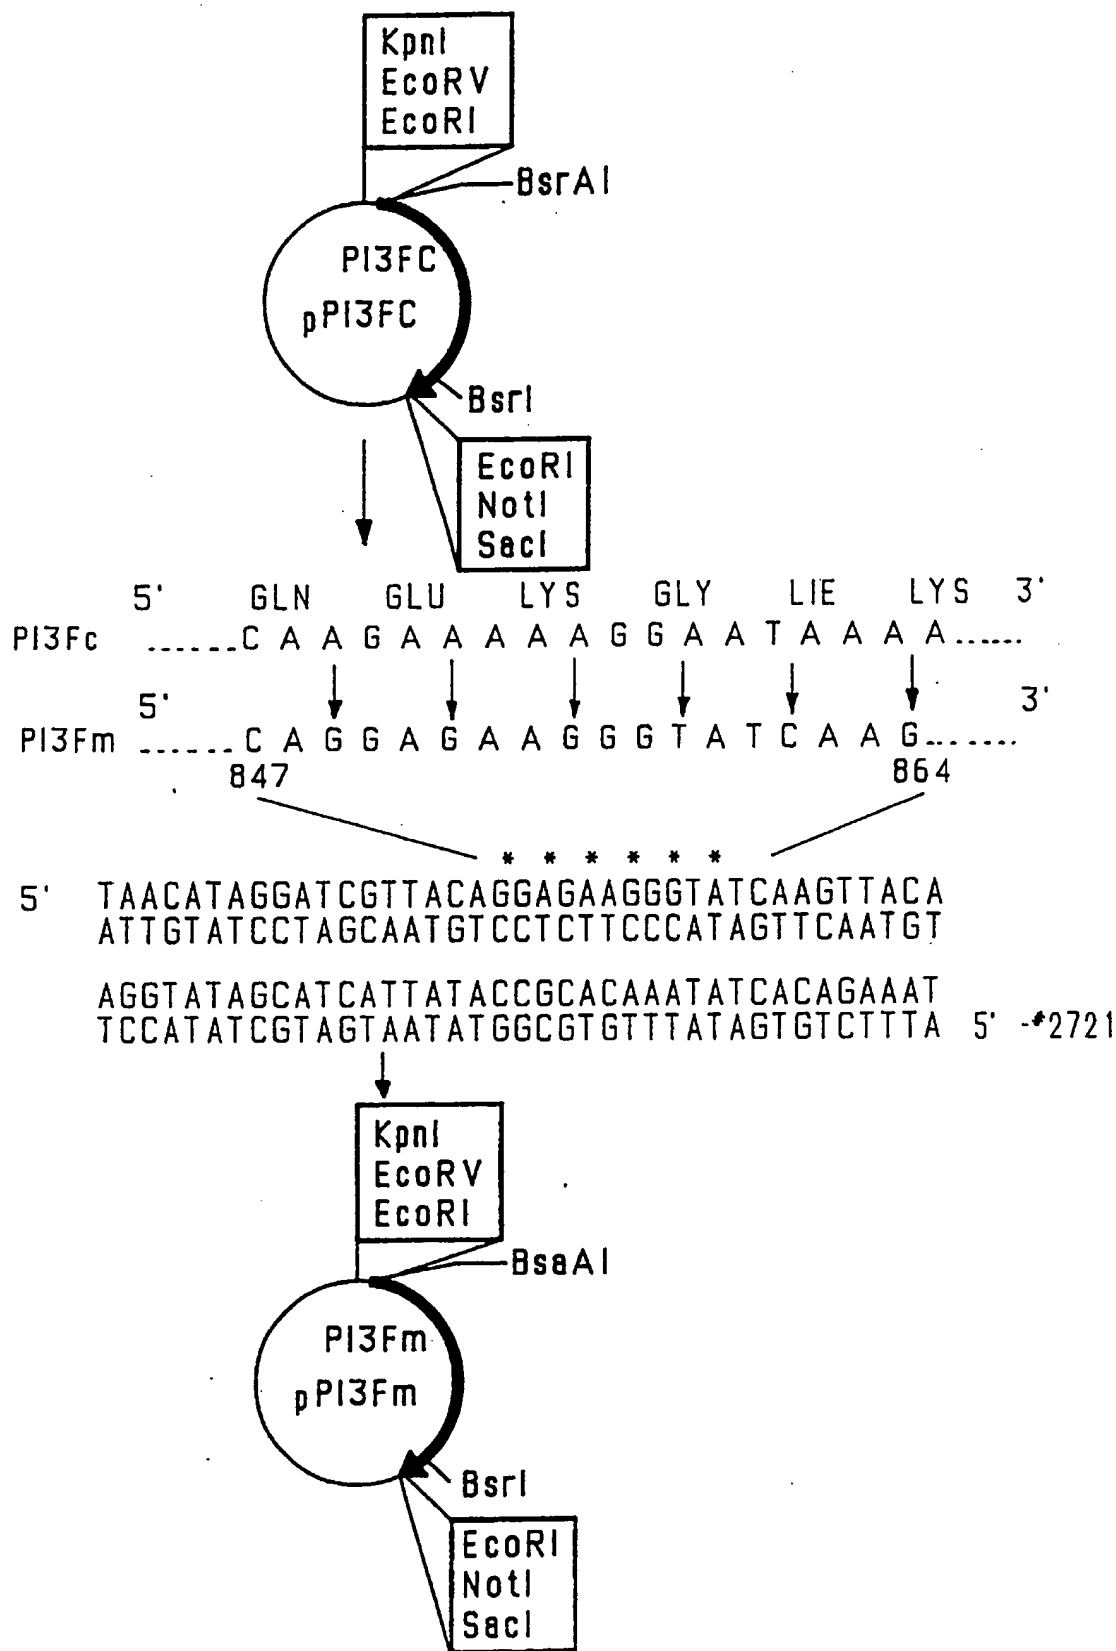 KpnI
EcoRV
EcoRI
BsrAI
PI3FC
pPI3FC
BsrI
EcoRI
NotI
SacI
5' GLN GLU LYS GLY LIE LYS 3'
PI3Fc ......C A A G A A A A A G G A A T A A A A......
5' 3'
PI3Fm ......C A G G A G A A G G G T A T C A A G.......
847 864
* * * * * *
5' TAACATAGGATCGTTACAGGAGAAGGGTATCAAGTTACA
ATTGTATCCTAGCAATGTCCTCTTCCCATAGTTCAATGT
AGGTATAGCATCATTATACCGCACAAATATCACAGAAAT
TCCATATCGTAGTAATATGGCGTGTTTATAGTGTCTTTA 5' -#2721
KpnI
EcoRV
EcoRI
BsaAI
PI3Fm
pPI3Fm
BsrI
EcoRI
NotI
SacI